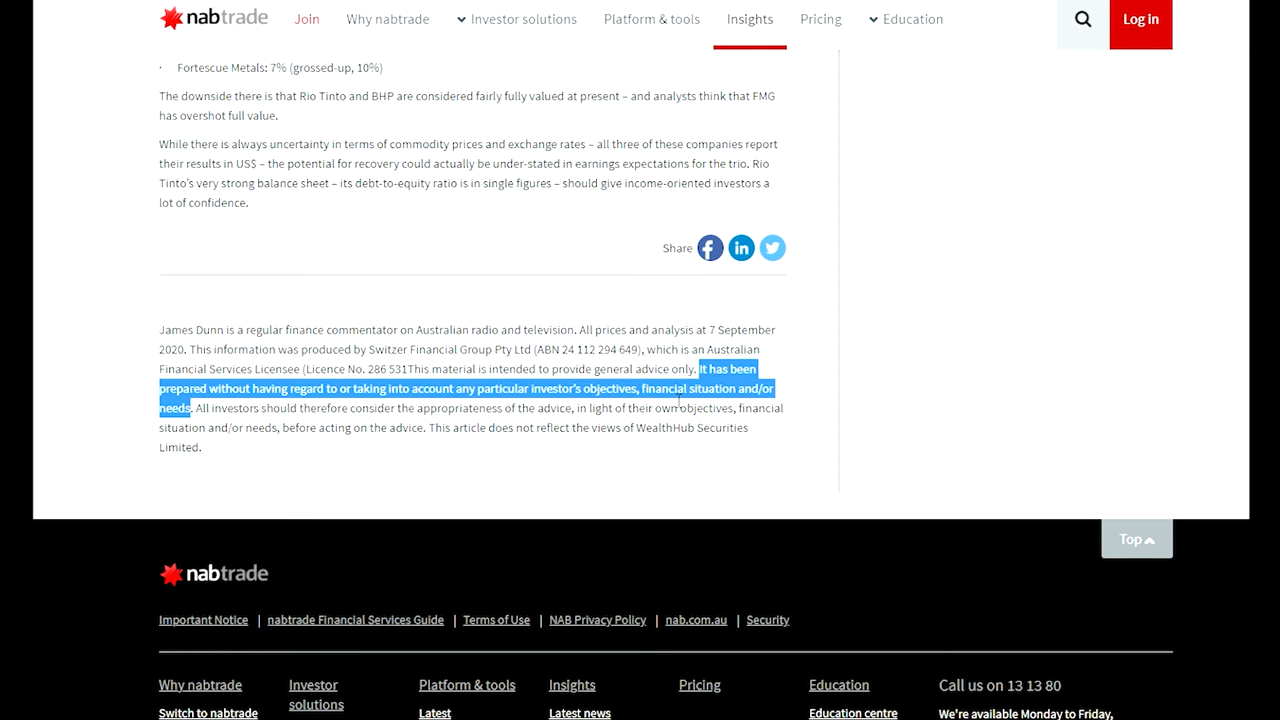 nabtrade
Join
Why nabtrade
Investor solutions
Platform & tools
Insights
Pricing
Education
Log in
· Fortescue Metals: 7% (grossed-up, 10%)
The downside there is that Rio Tinto and BHP are considered fairly fully valued at present – and analysts think that FMG
has overshot full value.
While there is always uncertainty in terms of commodity prices and exchange rates – all three of these companies report
their results in US$ – the potential for recovery could actually be under-stated in earnings expectations for the trio. Rio
Tinto's very strong balance sheet – its debt-to-equity ratio is in single figures – should give income-oriented investors a
lot of confidence.
Share
James Dunn is a regular finance commentator on Australian radio and television. All prices and analysis at 7 September
2020. This information was produced by Switzer Financial Group Pty Ltd (ABN 24 112 294 649), which is an Australian
Financial Services Licensee (Licence No. 286 531This material is intended to provide general advice only. It has been
prepared without having regard to or taking into account any particular investor's objectives, financial situation and/or
needs. All investors should therefore consider the appropriateness of the advice, in light of their own objectives, financial
situation and/or needs, before acting on the advice. This article does not reflect the views of WealthHub Securities
Limited.
Top
nabtrade
Important Notice | nabtrade Financial Services Guide | Terms of Use | NAB Privacy Policy | nab.com.au | Security
Why nabtrade
Switch to nabtrade
Investor
solutions
Platform & tools
Latest
Insights
Latest news
Pricing
Education
Education centre
Call us on 13 13 80
We're available Monday to Friday,